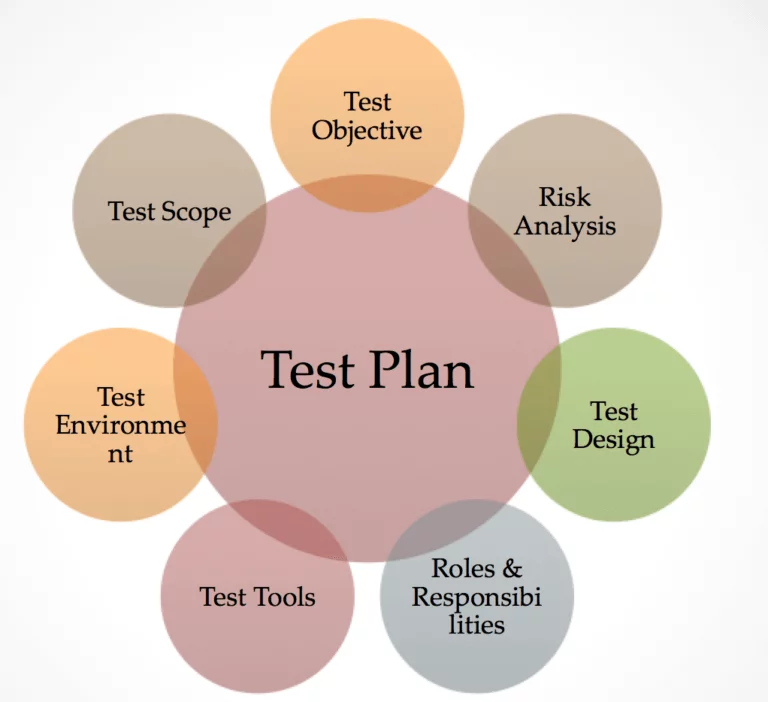 Test
Objective
Test Scope
Risk
Analysis
Test Plan
Test
Environme
nt
Test
Design
Test Tools
Roles &
Responsibi
lities